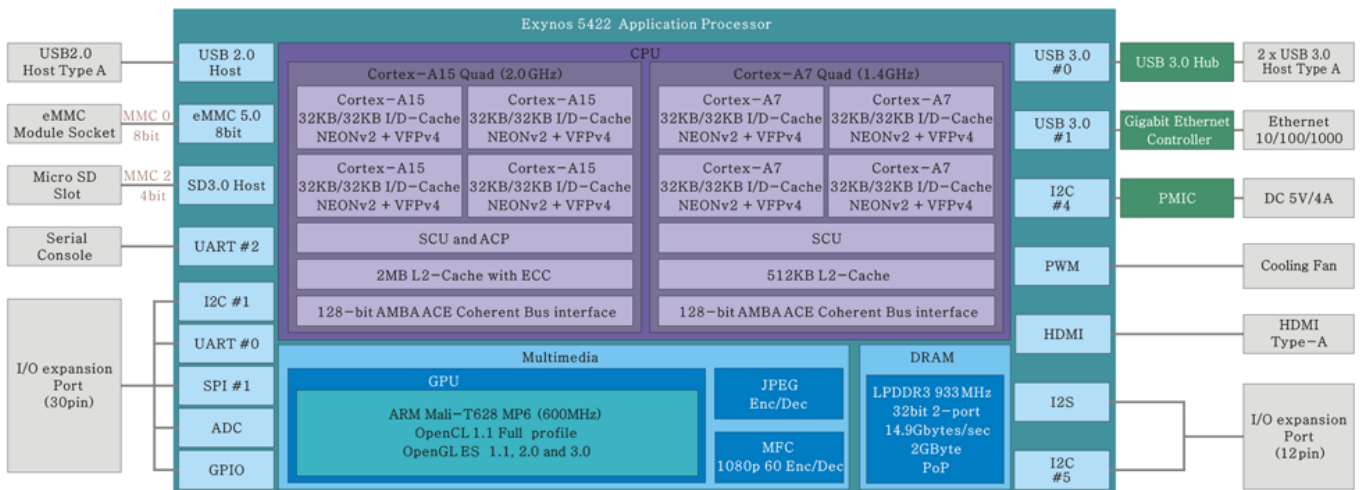 Exynos 5422 Application Processor
USB2.0
Host Type A
USB 2.0
Host
eMMC
Module Socket
MMC 0
8bit
eMMC 5.0
8bit
Micro SD
Slot
MMC 2
4bit
SD3.0 Host
Serial
Console
UART #2
I/O expansion
Port
(30pin)
I2C #1
UART #0
SPI #1
ADC
GPIO
CPU
Cortex-A15 Quad (2.0GHz)
Cortex-A15
32KB/32KB I/D-Cache
NEONv2 + VFPv4
Cortex-A15
32KB/32KB I/D-Cache
NEONv2 + VFPv4
Cortex-A15
32KB/32KB I/D-Cache
NEONv2 + VFPv4
Cortex-A15
32KB/32KB I/D-Cache
NEONv2 + VFPv4
SCU and ACP
2MB L2-Cache with ECC
128-bit AMBA ACE Coherent Bus interface
Cortex-A7 Quad (1.4GHz)
Cortex-A7
32KB/32KB I/D-Cache
NEONv2 + VFPv4
Cortex-A7
32KB/32KB I/D-Cache
NEONv2 + VFPv4
Cortex-A7
32KB/32KB I/D-Cache
NEONv2 + VFPv4
Cortex-A7
32KB/32KB I/D-Cache
NEONv2 + VFPv4
SCU
512KB L2-Cache
128-bit AMBA ACE Coherent Bus interface
Multimedia
GPU
ARM Mali-T628 MP6 (600MHz)
OpenCL 1.1 Full profile
OpenGL ES 1.1, 2.0 and 3.0
JPEG
Enc/Dec
MFC
1080p 60 Enc/Dec
DRAM
LPDDR3 933MHz
32bit 2-port
14.9Gbytes/sec
2GByte
PoP
USB 3.0
#0
USB 3.0 Hub
2 x USB 3.0
Host Type A
USB 3.0
#1
Gigabit Ethernet
Controller
Ethernet
10/100/1000
I2C
#4
PMIC
DC 5V/4A
PWM
Cooling Fan
HDMI
HDMI
Type-A
I2S
I2C
#5
I/O expansion
Port
(12pin)